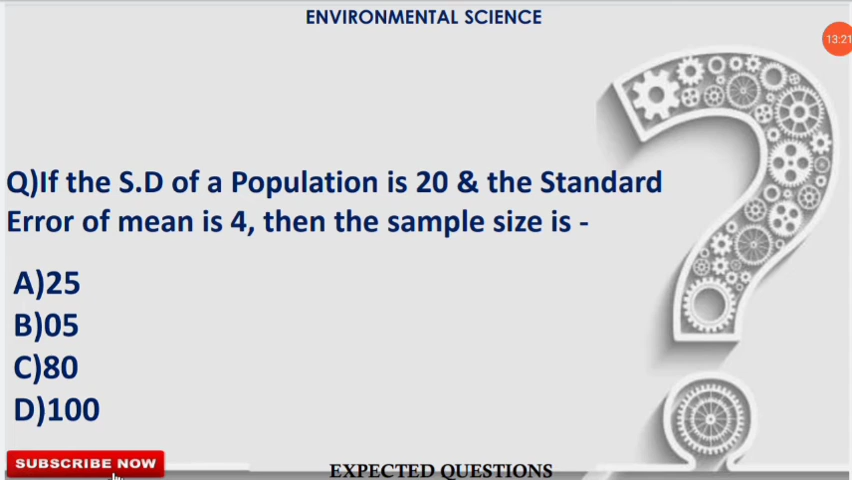 ENVIRONMENTAL SCIENCE
13:21
Q)If the S.D of a Population is 20 & the Standard
Error of mean is 4, then the sample size is -
A)25
B)05
C)80
D)100
SUBSCRIBE NOW
EXPECTED QUESTIONS